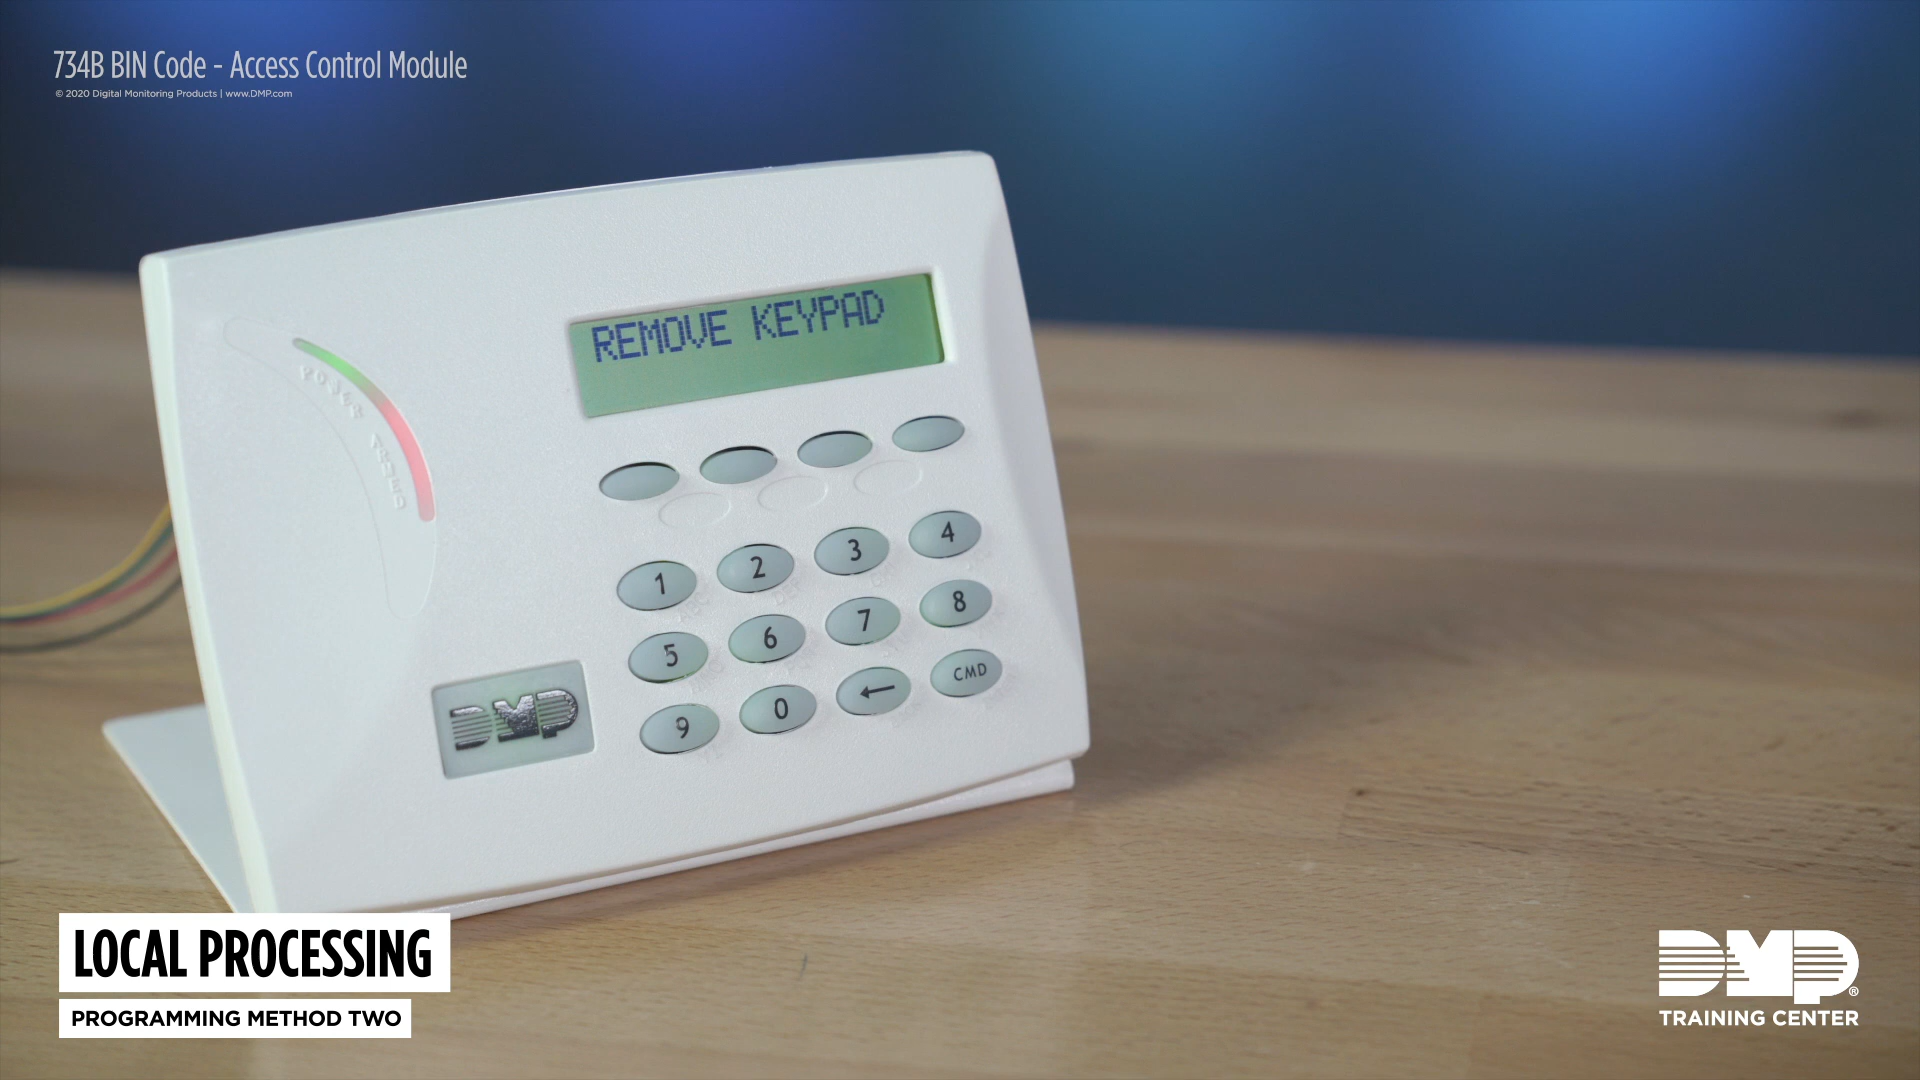 734B BIN Code - Access Control Module
© 2020 Digital Monitoring Products | www.DMP.com
REMOVE KEYPAD
POWER
ARMED
1 2 3 4
5 6 7 8
9 0 ← CMD
DMP
LOCAL PROCESSING
PROGRAMMING METHOD TWO
DMP®
TRAINING CENTER